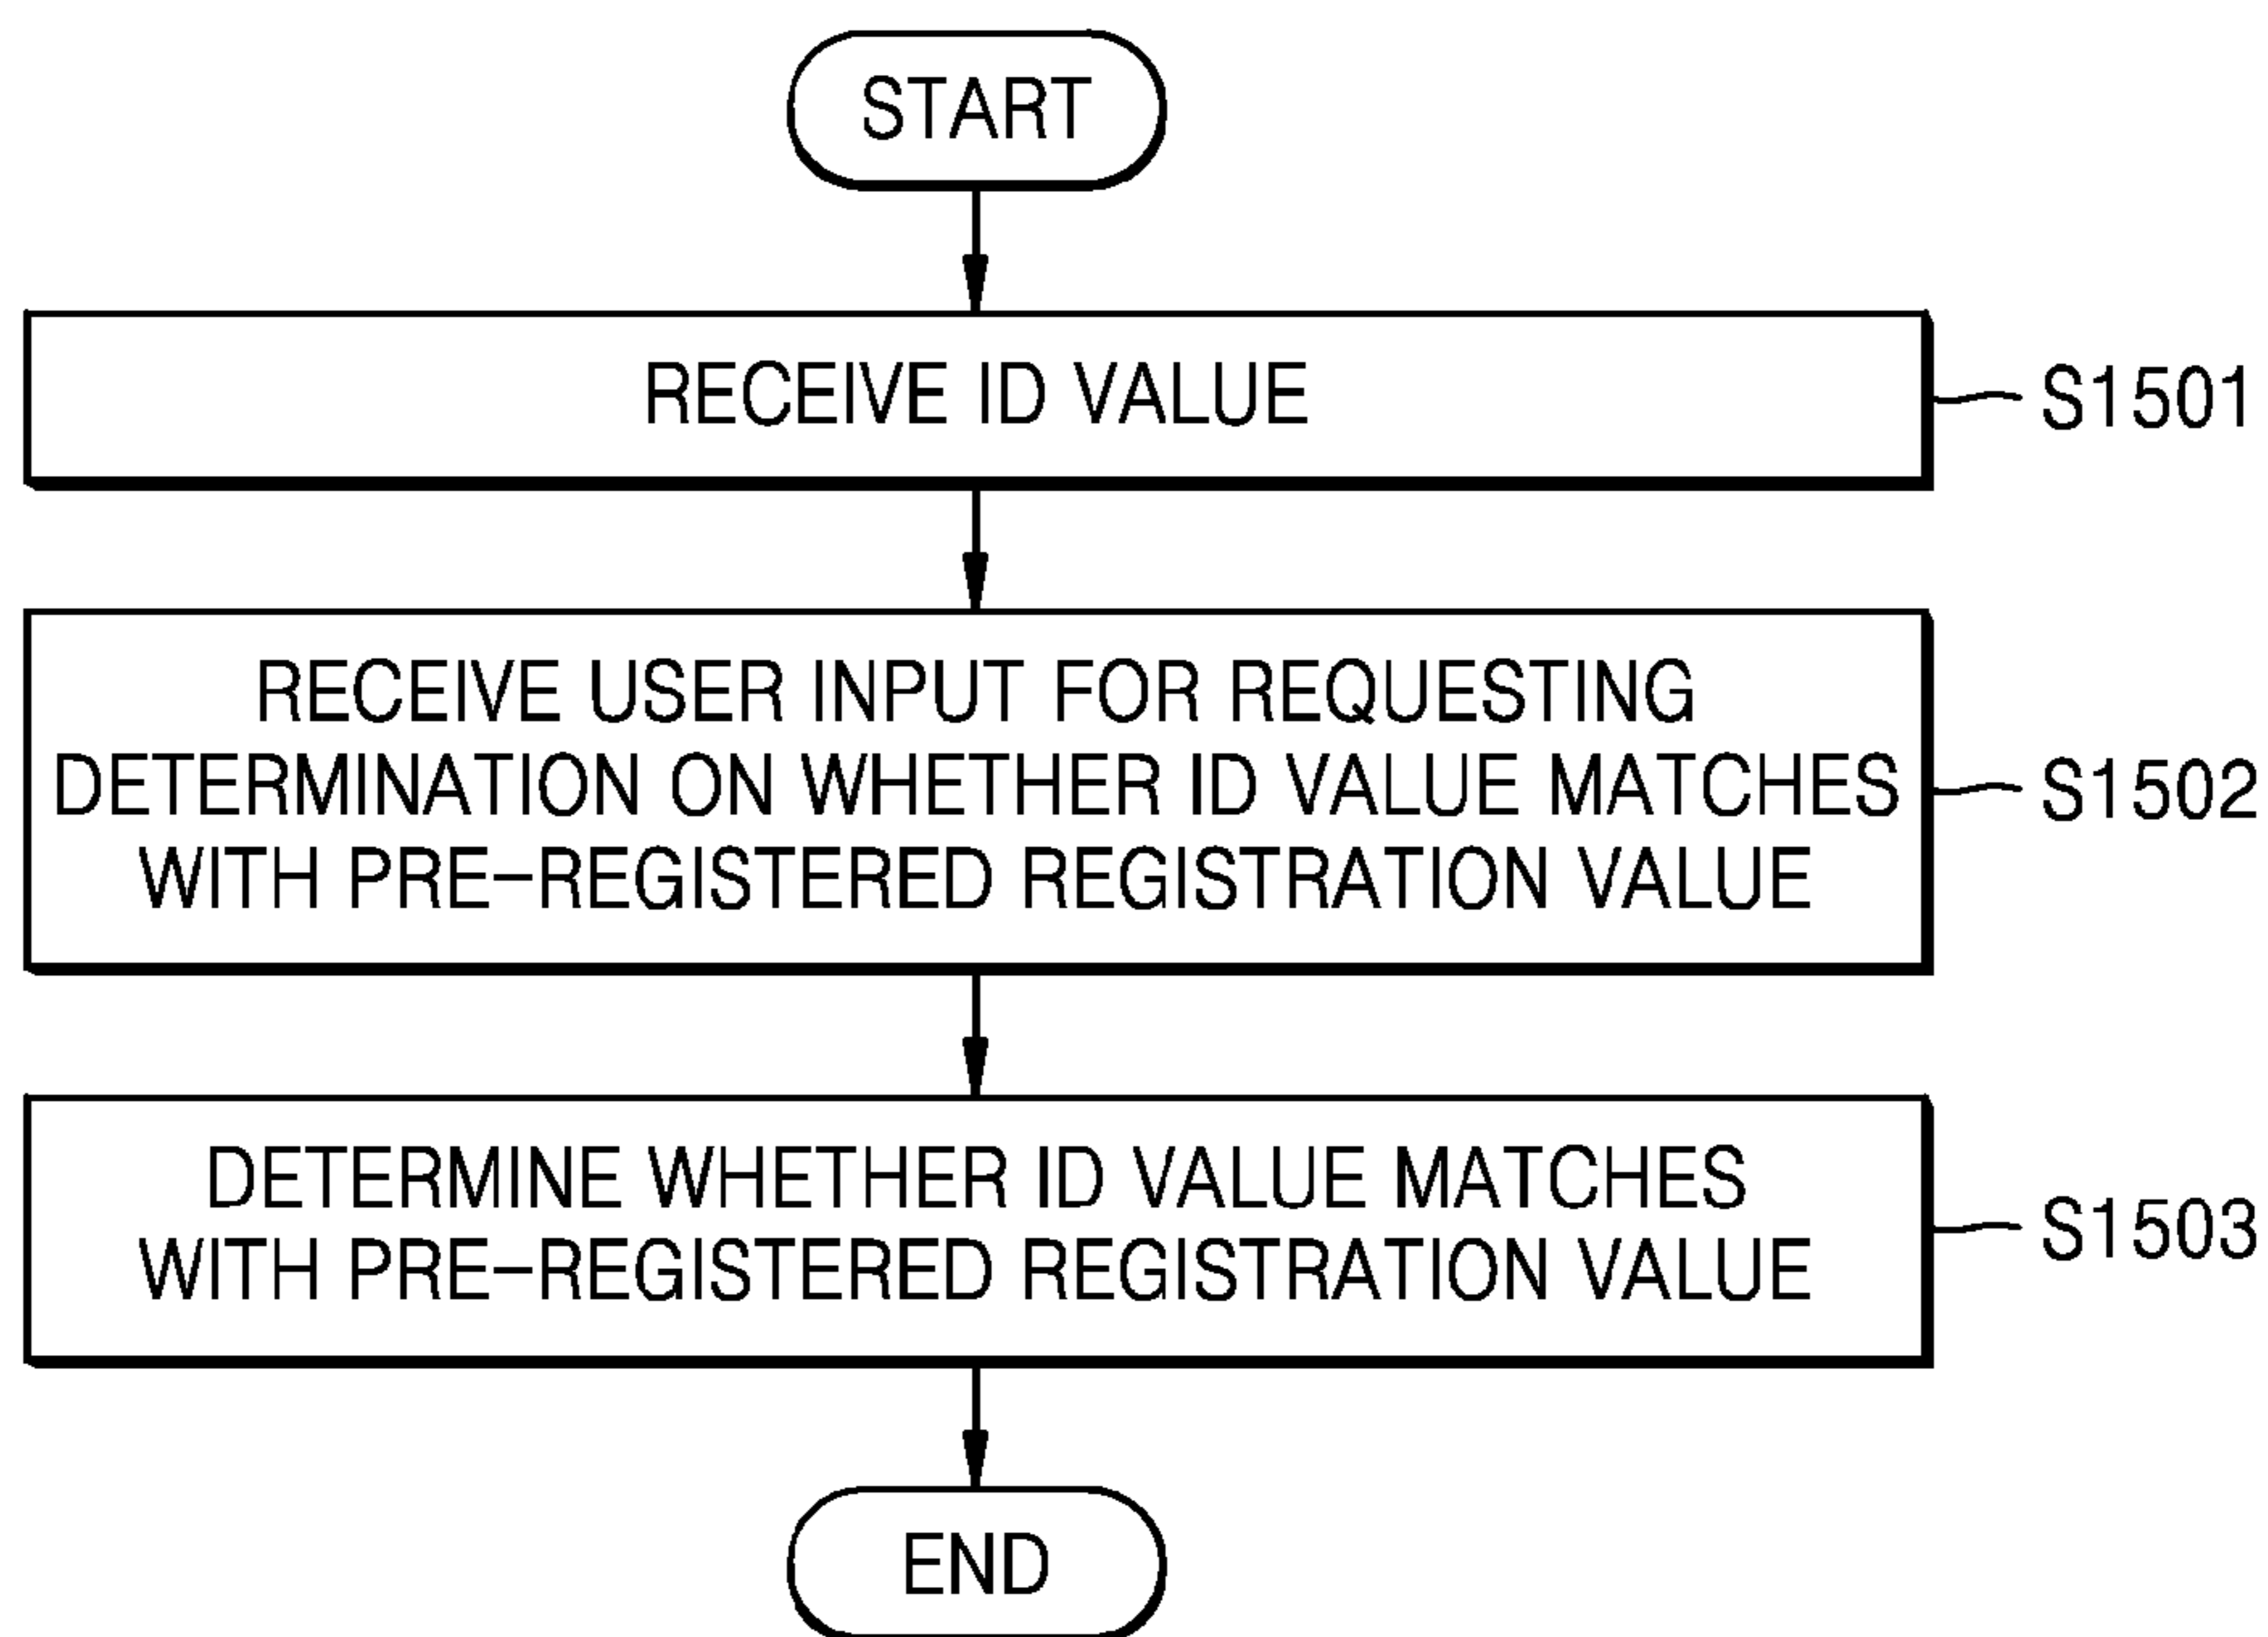 START
RECEIVE ID VALUE
S1501
RECEIVE USER INPUT FOR REQUESTING
DETERMINATION ON WHETHER ID VALUE MATCHES
WITH PRE-REGISTERED REGISTRATION VALUE
S1502
DETERMINE WHETHER ID VALUE MATCHES
WITH PRE-REGISTERED REGISTRATION VALUE
S1503
END